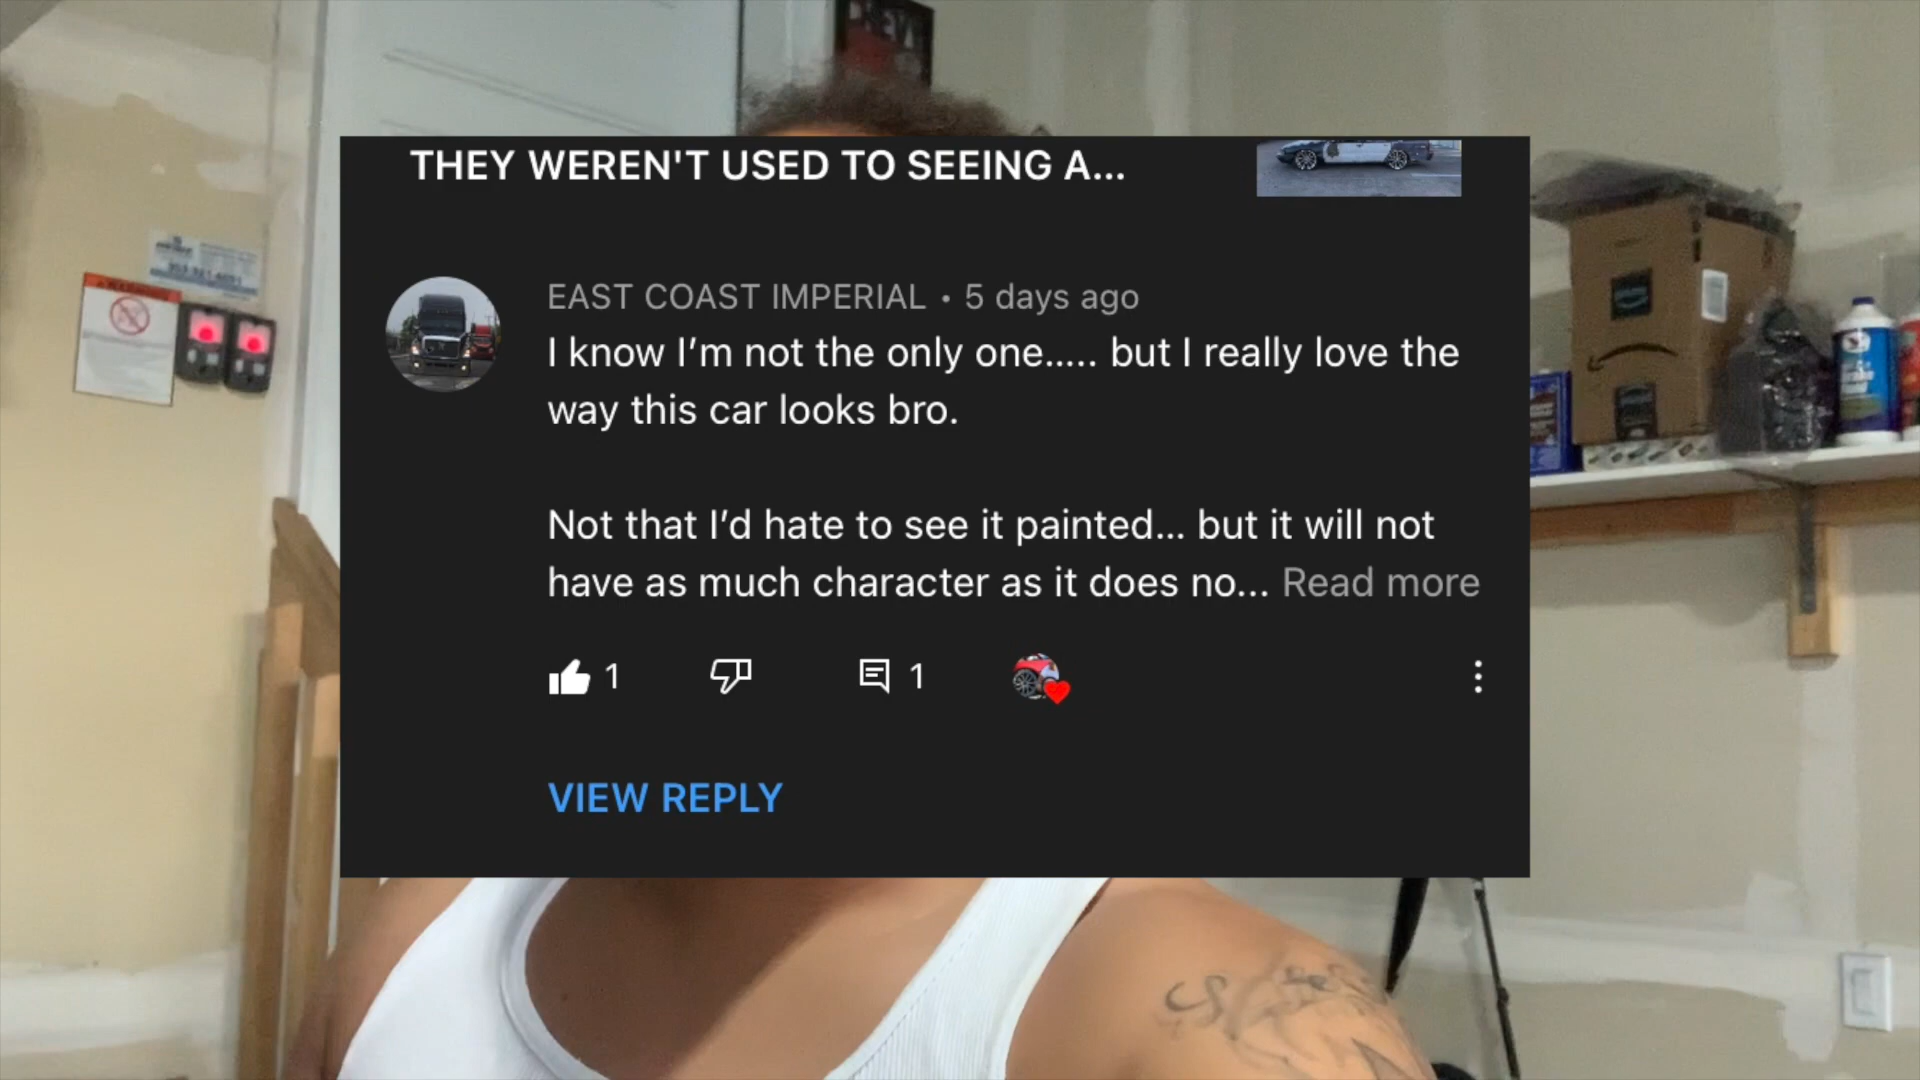 THEY WEREN'T USED TO SEEING A...
EAST COAST IMPERIAL • 5 days ago
I know I'm not the only one..... but I really love the
way this car looks bro.
Not that I'd hate to see it painted... but it will not
have as much character as it does no... Read more
1
1
VIEW REPLY